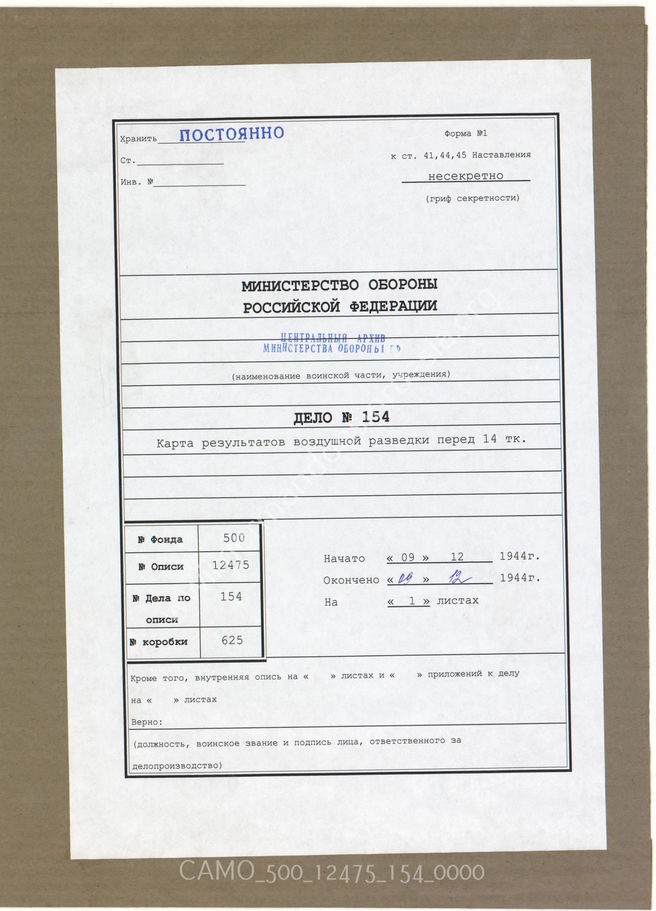 Хранить ПОСТОЯННО
Форма №1
Ст.
к ст. 41,44,45 Наставления
Инв. №
несекретно
(гриф секретности)
МИНИСТЕРСТВО ОБОРОНЫ
РОССИЙСКОЙ ФЕДЕРАЦИИ
ЦЕНТРАЛЬНЫЙ АРХИВ
МИНИСТЕРСТВА ОБОРОНЫ РФ
(наименование воинской части, учреждения)
ДЕЛО № 154
Карта результатов воздушной разведки перед 14 тк.
№ Фонда 500
№ Описи 12475
№ Дела по описи 154
№ коробки 625
Начато « 09 » 12 1944г.
Окончено « 09 » 12 1944г.
На « 1 » листах
Кроме того, внутренняя опись на « » листах и « » приложений к делу
на « » листах
Верно:
(должность, воинское звание и подпись лица, ответственного за
делопроизводство)
CAMO_500_12475_154_0000